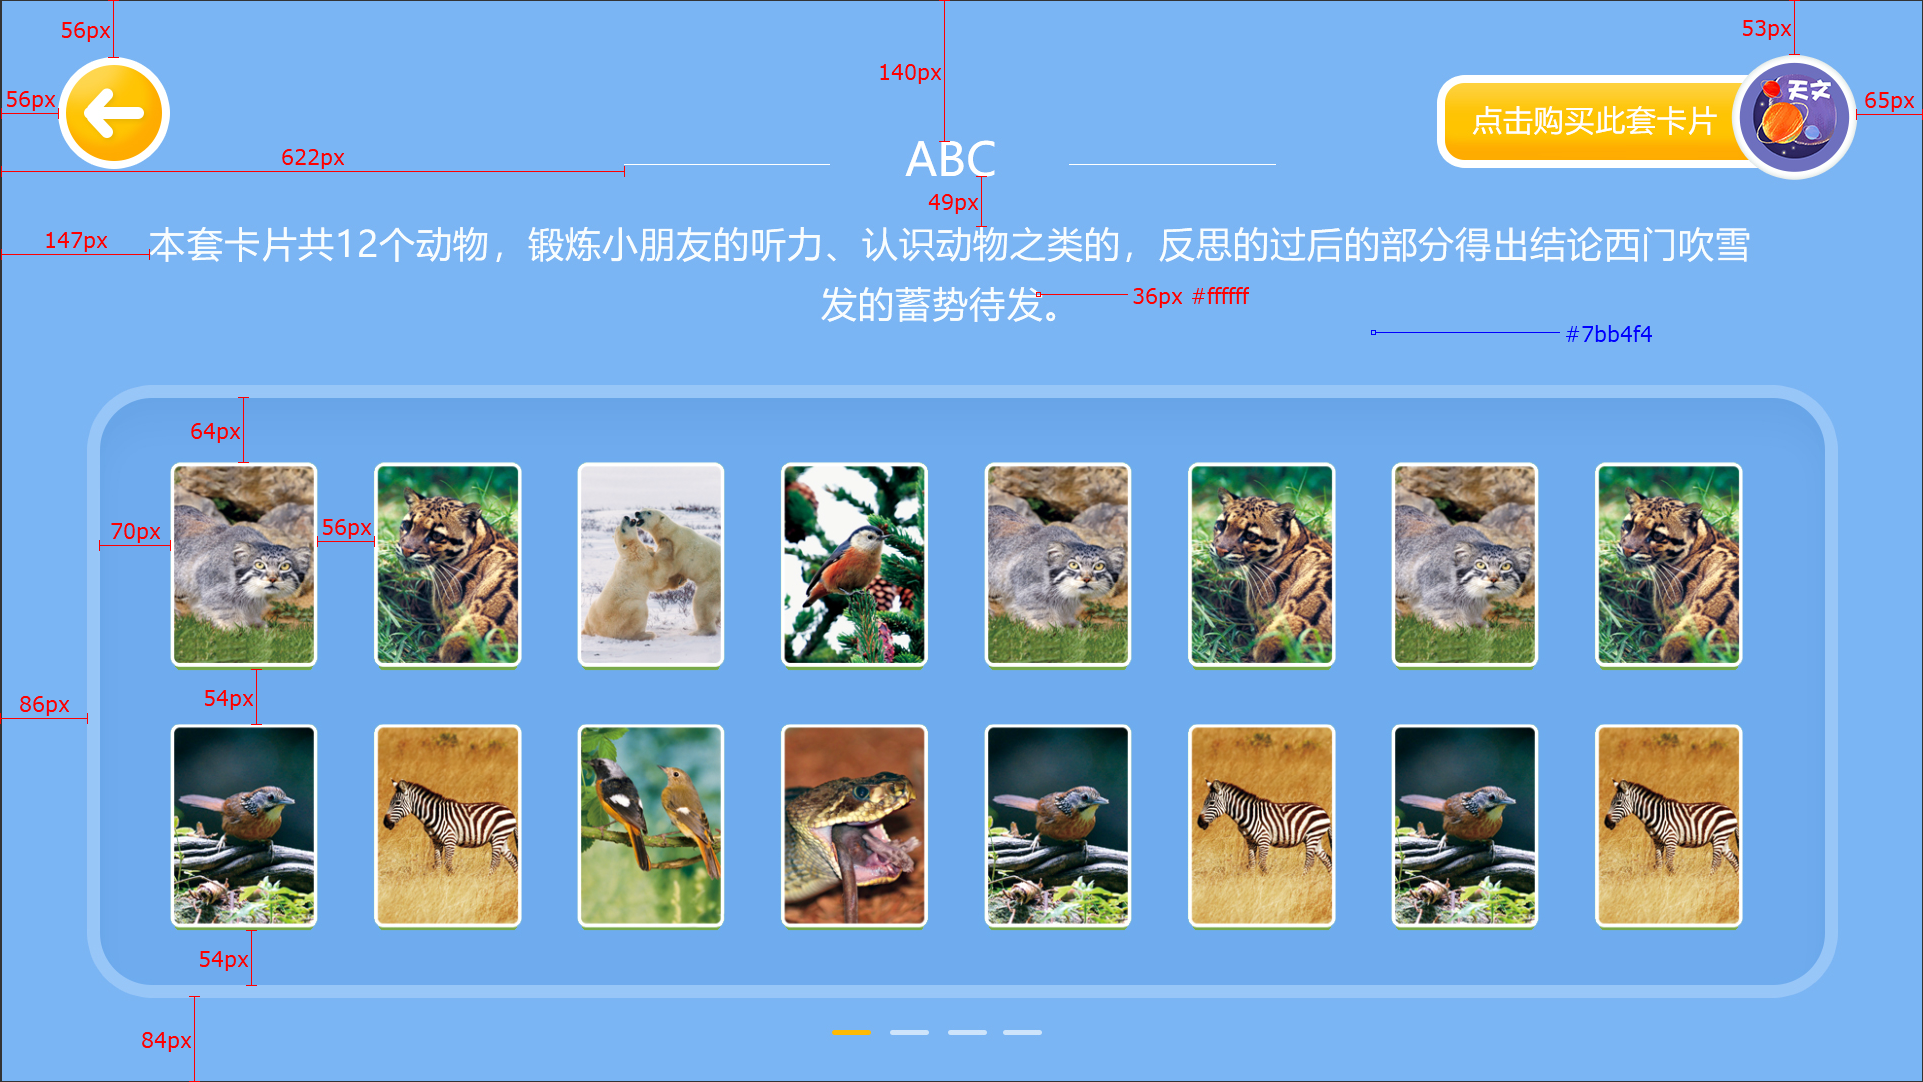 56px
140px
53px
56px
点击购买此套卡片
天文
65px
622px
ABC
49px
147px
本套卡片共12个动物，锻炼小朋友的听力、认识动物之类的，反思的过后的部分得出结论西门吹雪
发的蓄势待发。
36px #ffffff
#7bb4f4
64px
70px
56px
86px
54px
54px
84px